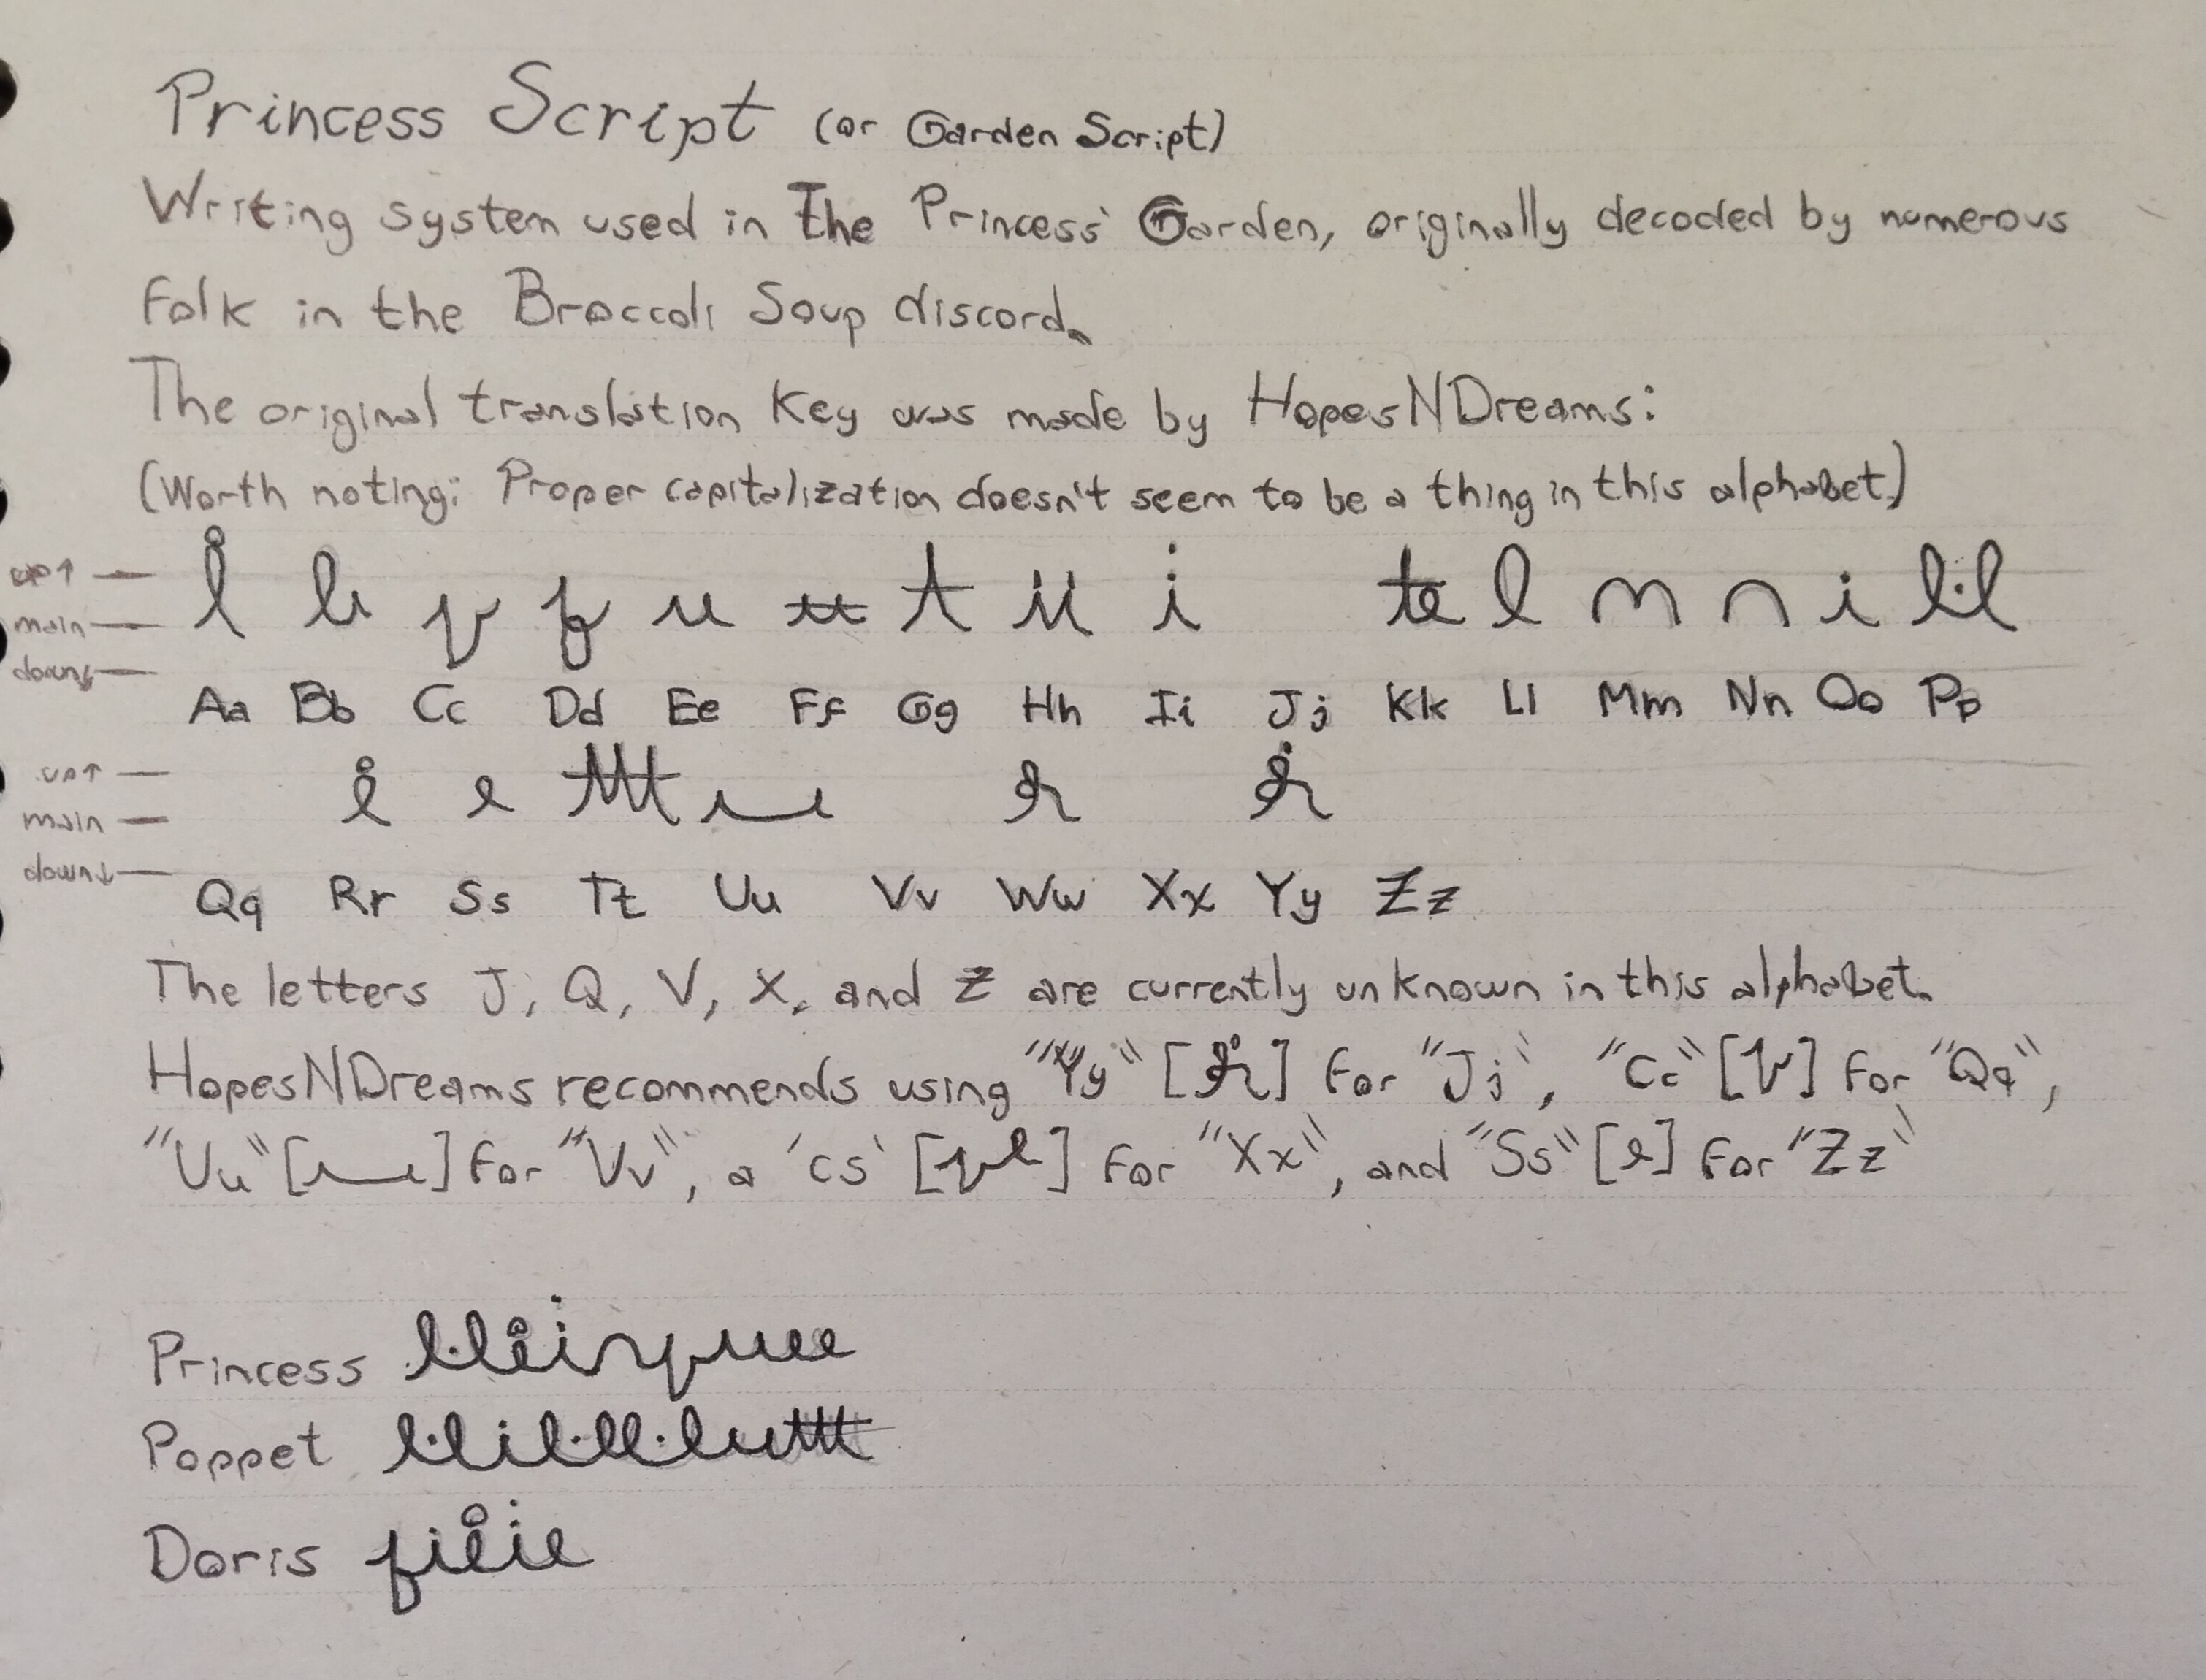 Princess Script (or Garden Script)
Writing system used in The Princess' Garden, originally decoded by numerous
folk in the Broccoli Soup discord.
The original translation key was made by HopesNDreams:
(Worth noting: Proper capitalization doesn't seem to be a thing in this alphabet.)
up↑
main
down↓
Aa Bb Cc Dd Ee Ff Gg Hh Ii Jj Kk Ll Mm Nn Oo Pp
up↑
main
down↓
Qq Rr Ss Tt Uu Vv Ww Xx Yy Zz
The letters J, Q, V, X, and Z are currently unknown in this alphabet.
HopesNDreams recommends using "Yy" [] for "Jj", "Cc" [] for "Qq",
"Uu" [] for "Vv", a 'cs' [] for "Xx", and "Ss" [] for "Zz"
Princess
Poppet
Doris